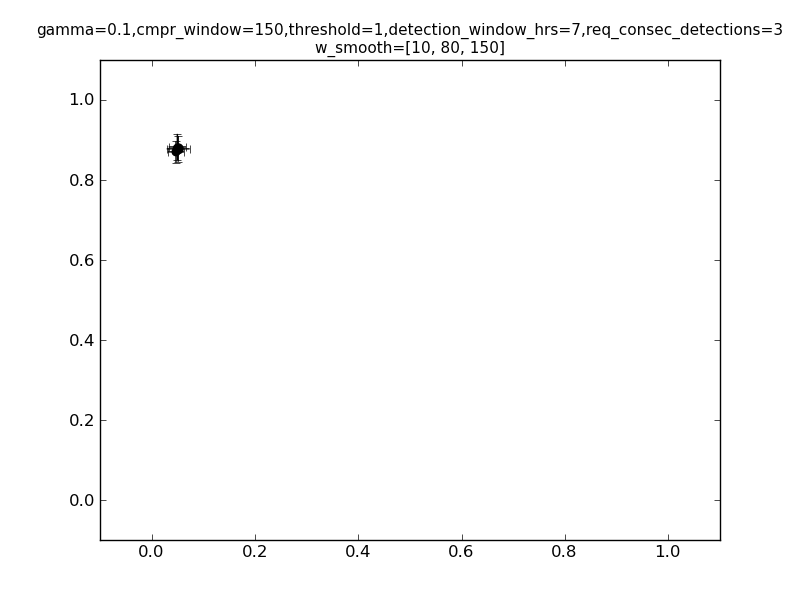 gamma=0.1,cmpr_window=150,threshold=1,detection_window_hrs=7,req_consec_detections=3
w_smooth=[10, 80, 150]
1.0
0.8
0.6
0.4
0.2
0.0
0.0 0.2 0.4 0.6 0.8 1.0